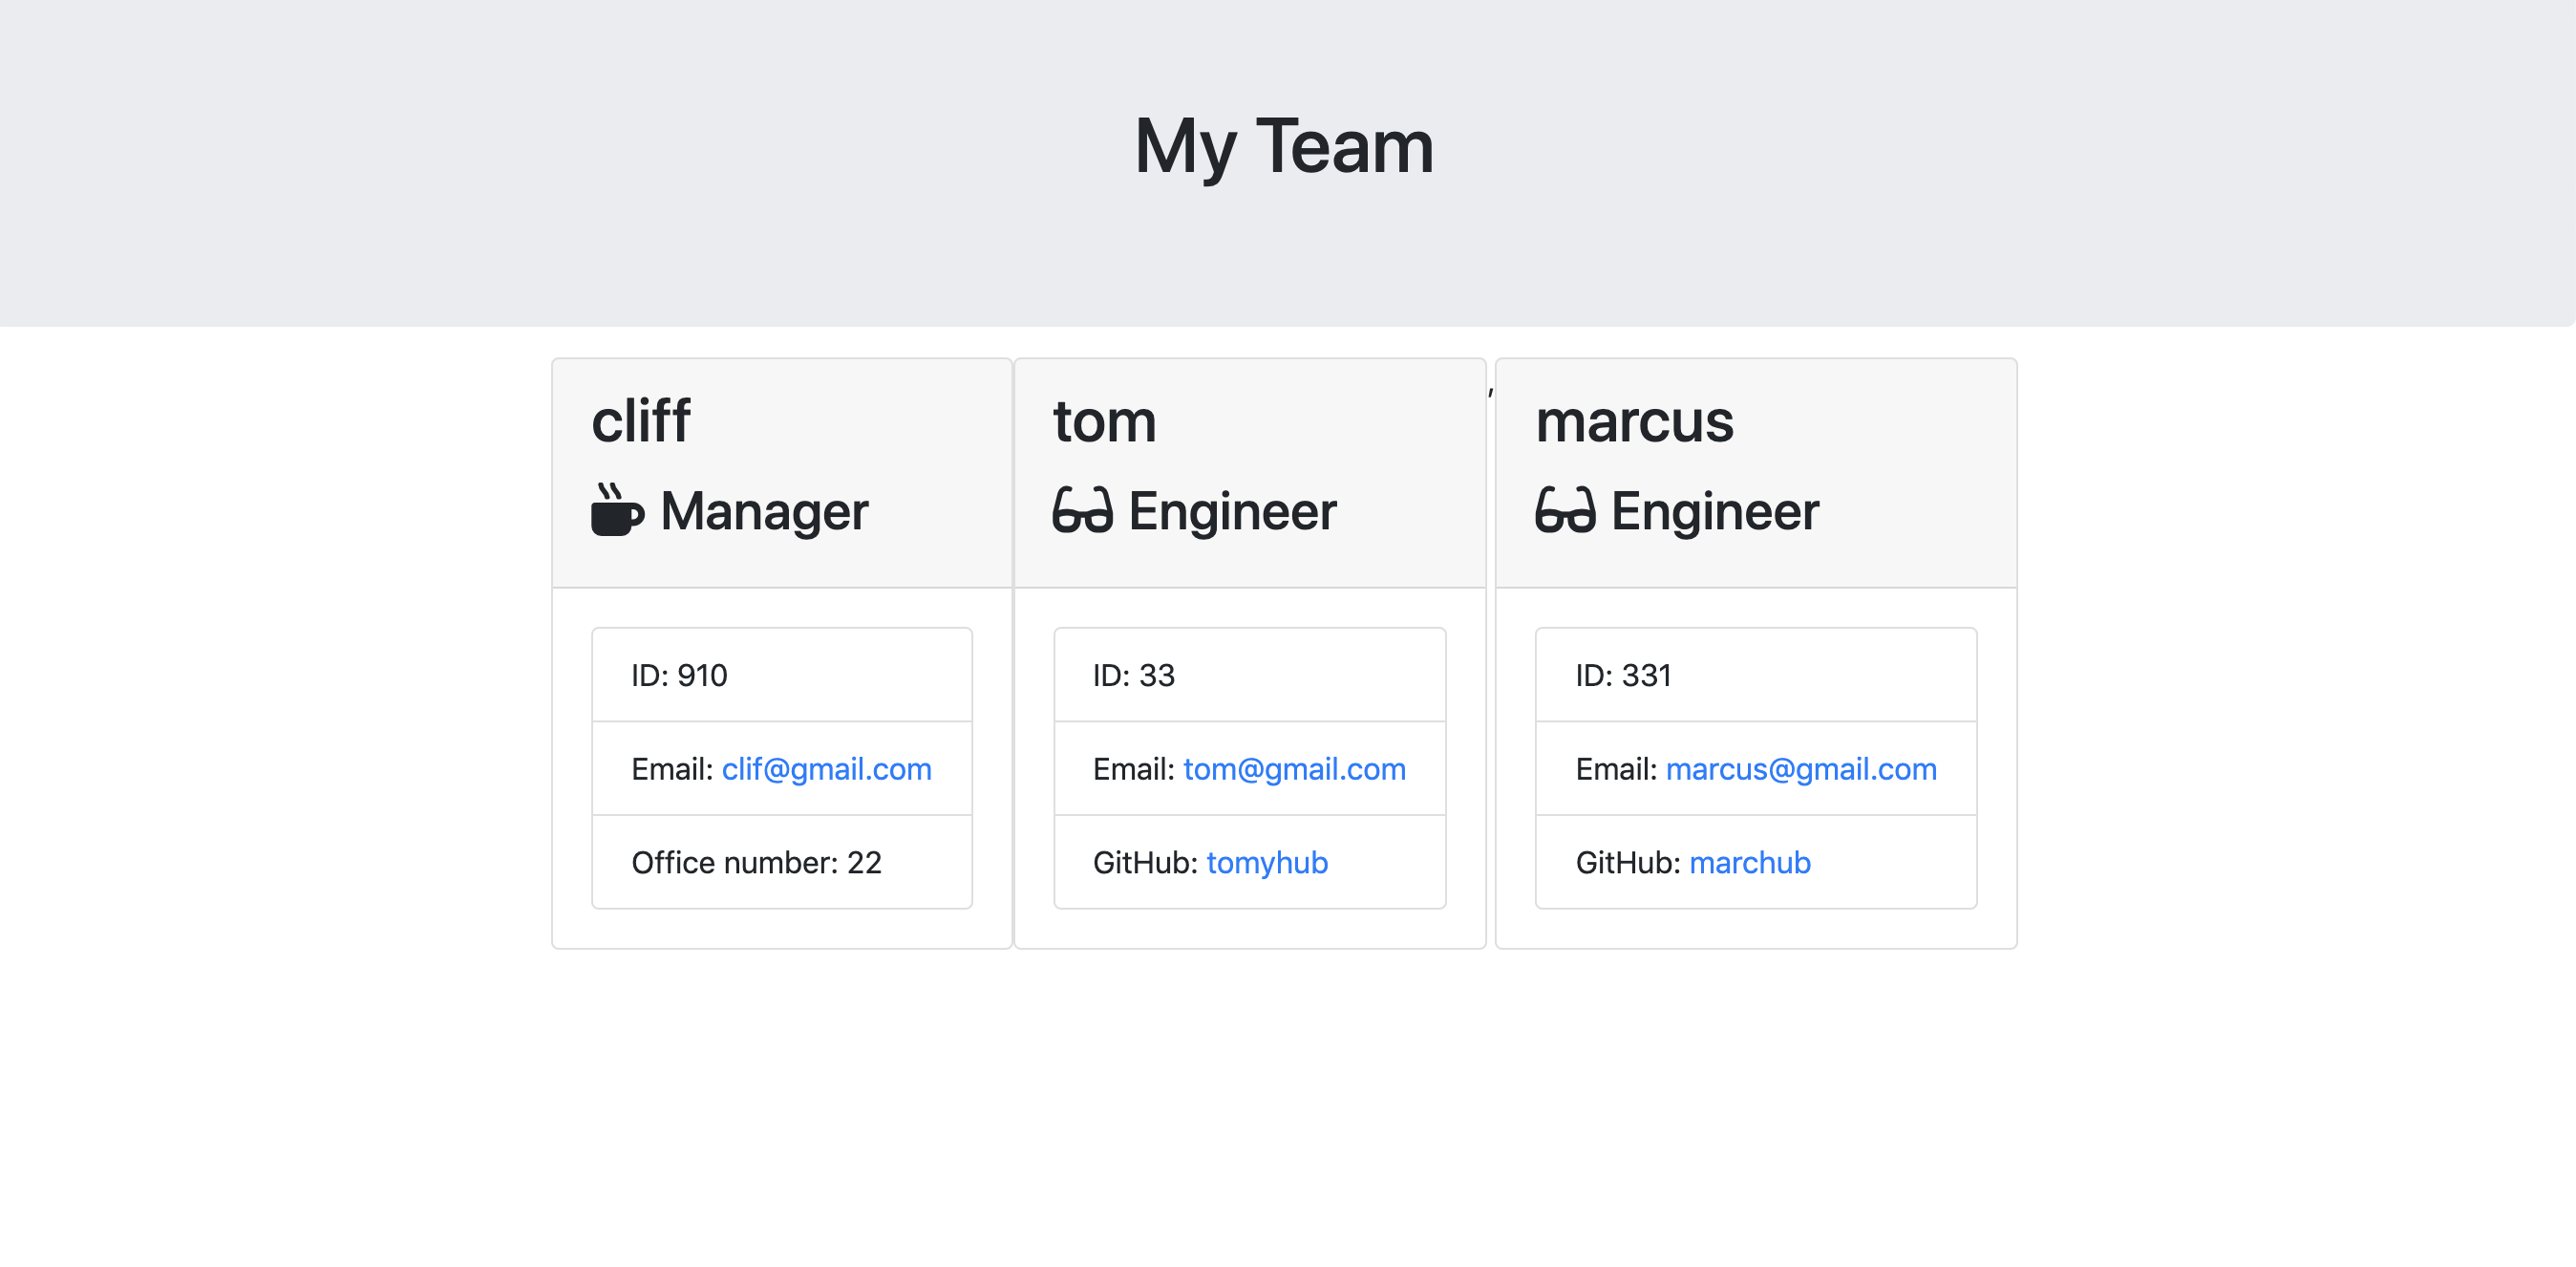 My Team
cliff
Manager
ID: 910
Email: clif@gmail.com
Office number: 22
tom
Engineer
ID: 33
Email: tom@gmail.com
GitHub: tomyhub
,
marcus
Engineer
ID: 331
Email: marcus@gmail.com
GitHub: marchub